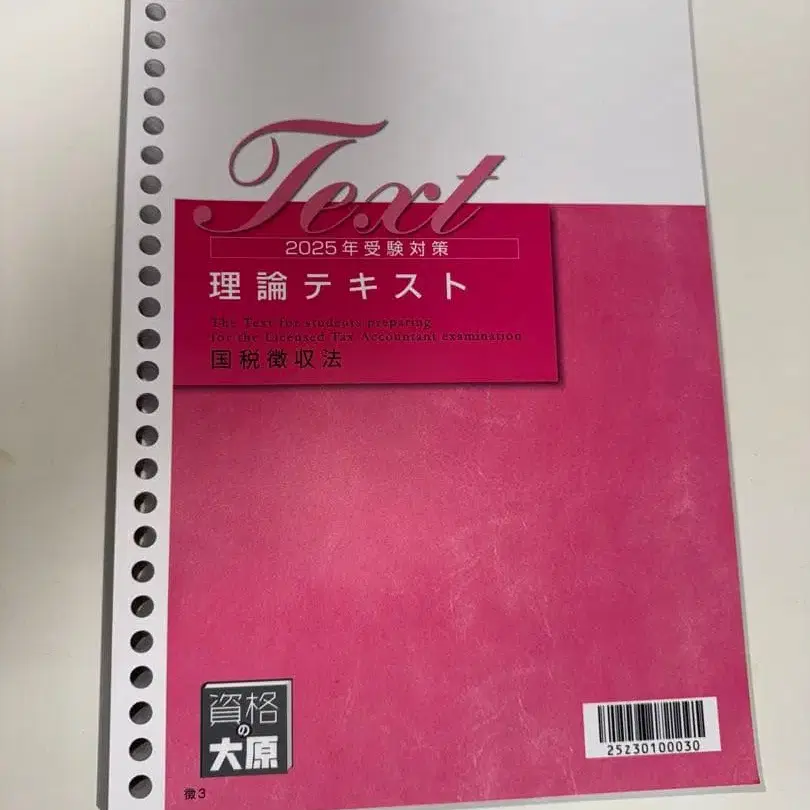 Text
2025年受験対策
理論テキスト
The Text for students preparing
for the Licensed Tax Accountant examination
国税徴収法
資格
の
大原
25230100030
徴3